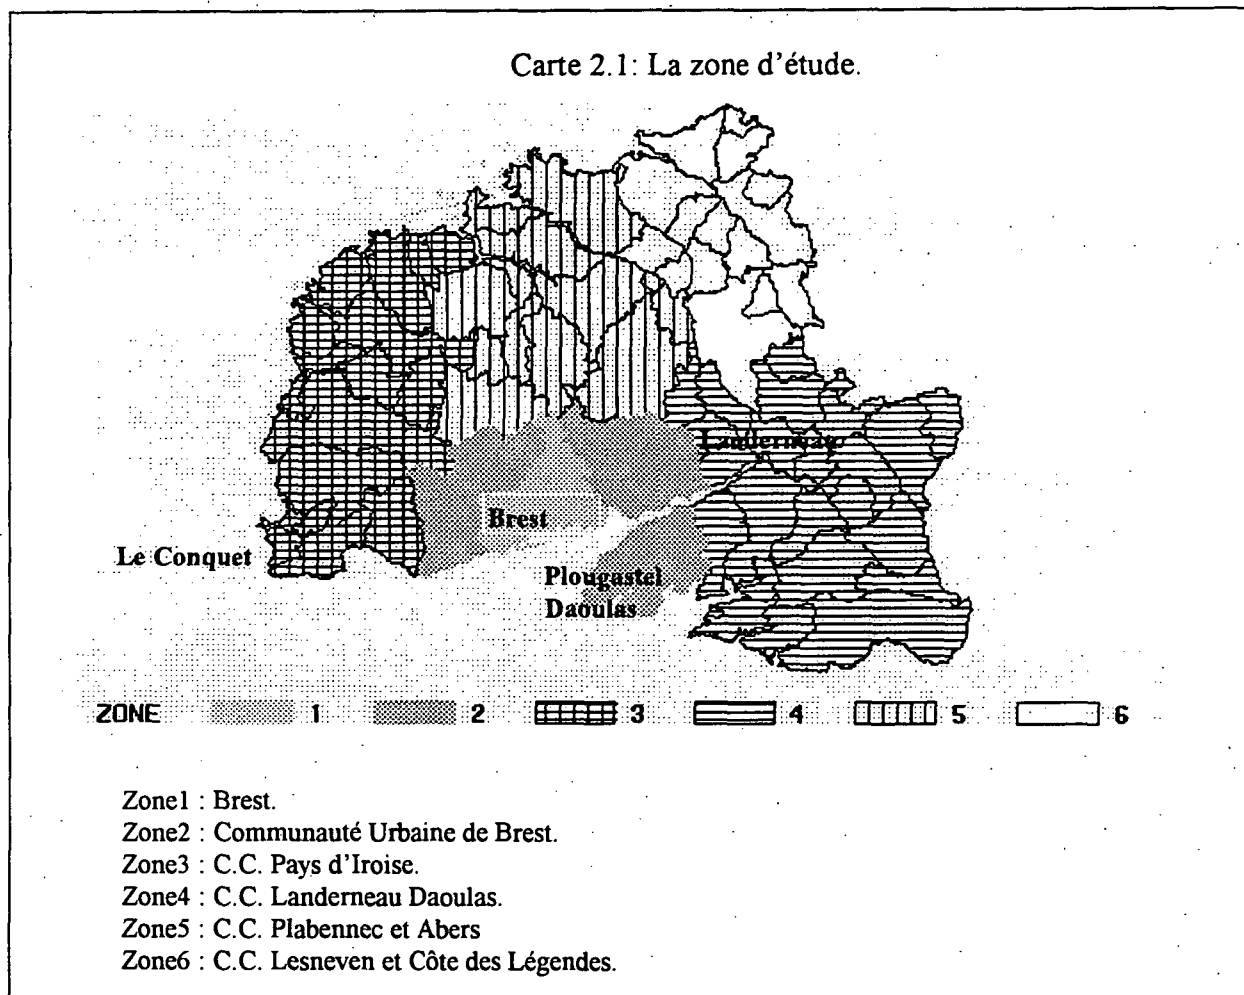 Carte 2.1: La zone d'étude.
Landerneau
Brest
Le Conquet
Plougastel
Daoulas
ZONE 1 2 3 4 5 6
Zone1 : Brest.
Zone2 : Communauté Urbaine de Brest.
Zone3 : C.C. Pays d'Iroise.
Zone4 : C.C. Landerneau Daoulas.
Zone5 : C.C. Plabennec et Abers
Zone6 : C.C. Lesneven et Côte des Légendes.